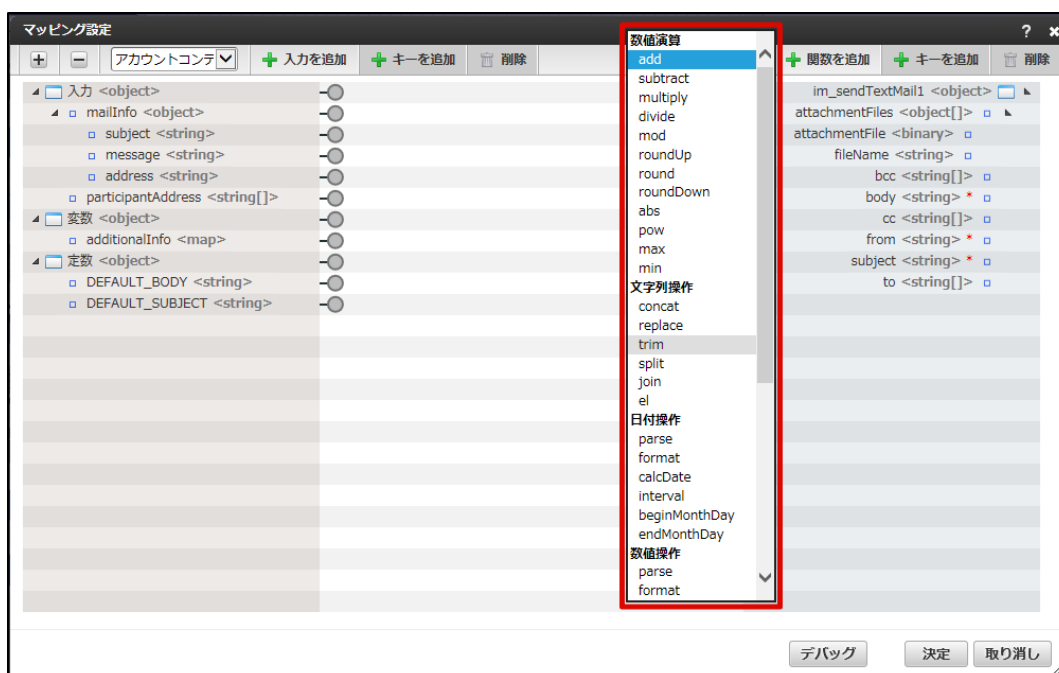 マッピング設定
? ×
+ − アカウントコンテ 入力を追加 キーを追加 削除
関数を追加 キーを追加 削除
入力 <object>
mailInfo <object>
subject <string>
message <string>
address <string>
participantAddress <string[]>
変数 <object>
additionalInfo <map>
定数 <object>
DEFAULT_BODY <string>
DEFAULT_SUBJECT <string>
数値演算
add
subtract
multiply
divide
mod
roundUp
round
roundDown
abs
pow
max
min
文字列操作
concat
replace
trim
split
join
el
日付操作
parse
format
calcDate
interval
beginMonthDay
endMonthDay
数値操作
parse
format
im_sendTextMail1 <object>
attachmentFiles <object[]>
attachmentFile <binary>
fileName <string>
bcc <string[]>
body <string> *
cc <string[]>
from <string> *
subject <string> *
to <string[]>
デバッグ 決定 取り消し